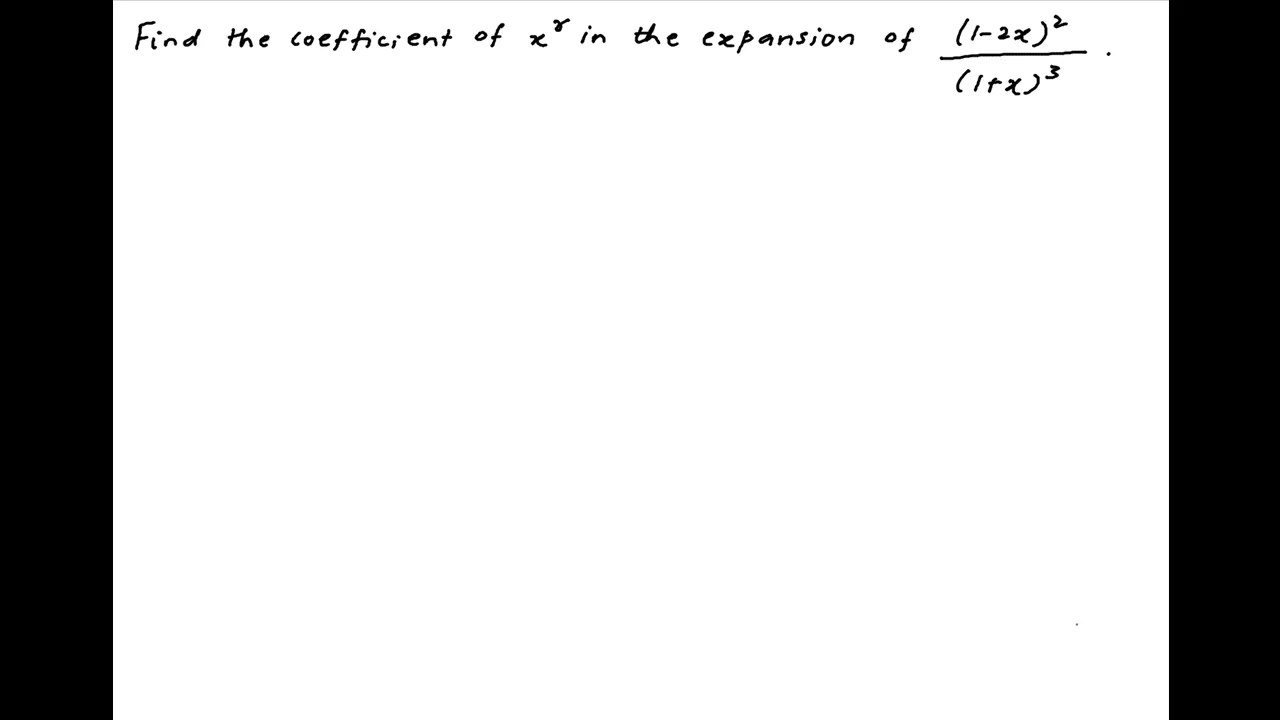 Find the coefficient of x^r in the expansion of (1-2x)^2 / (1+x)^3 .